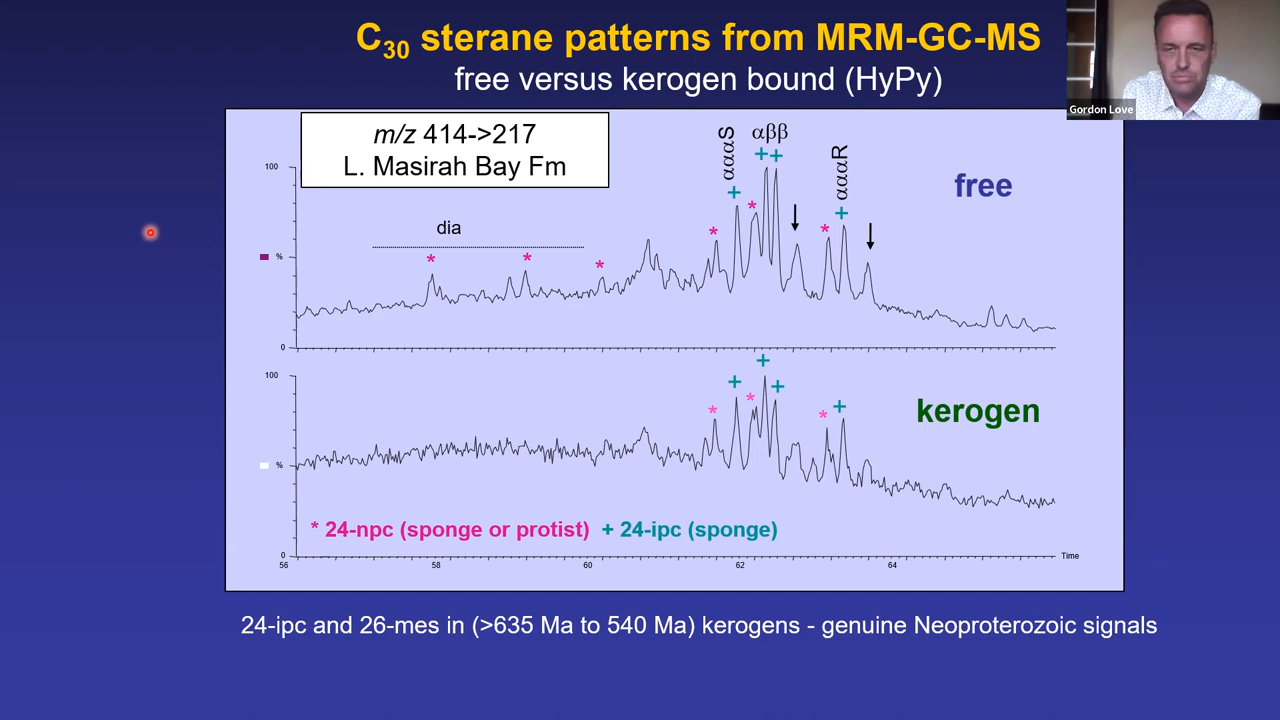 C30 sterane patterns from MRM-GC-MS
free versus kerogen bound (HyPy)
Gordon Love
m/z 414->217
L. Masirah Bay Fm
αααS
αββ
αααR
free
dia
100
%
0
+ + +
* * * * * * +
100
%
0
kerogen
+ + + +
* * *
* 24-npc (sponge or protist) + 24-ipc (sponge)
56 58 60 62 64
Time
24-ipc and 26-mes in (>635 Ma to 540 Ma) kerogens - genuine Neoproterozoic signals